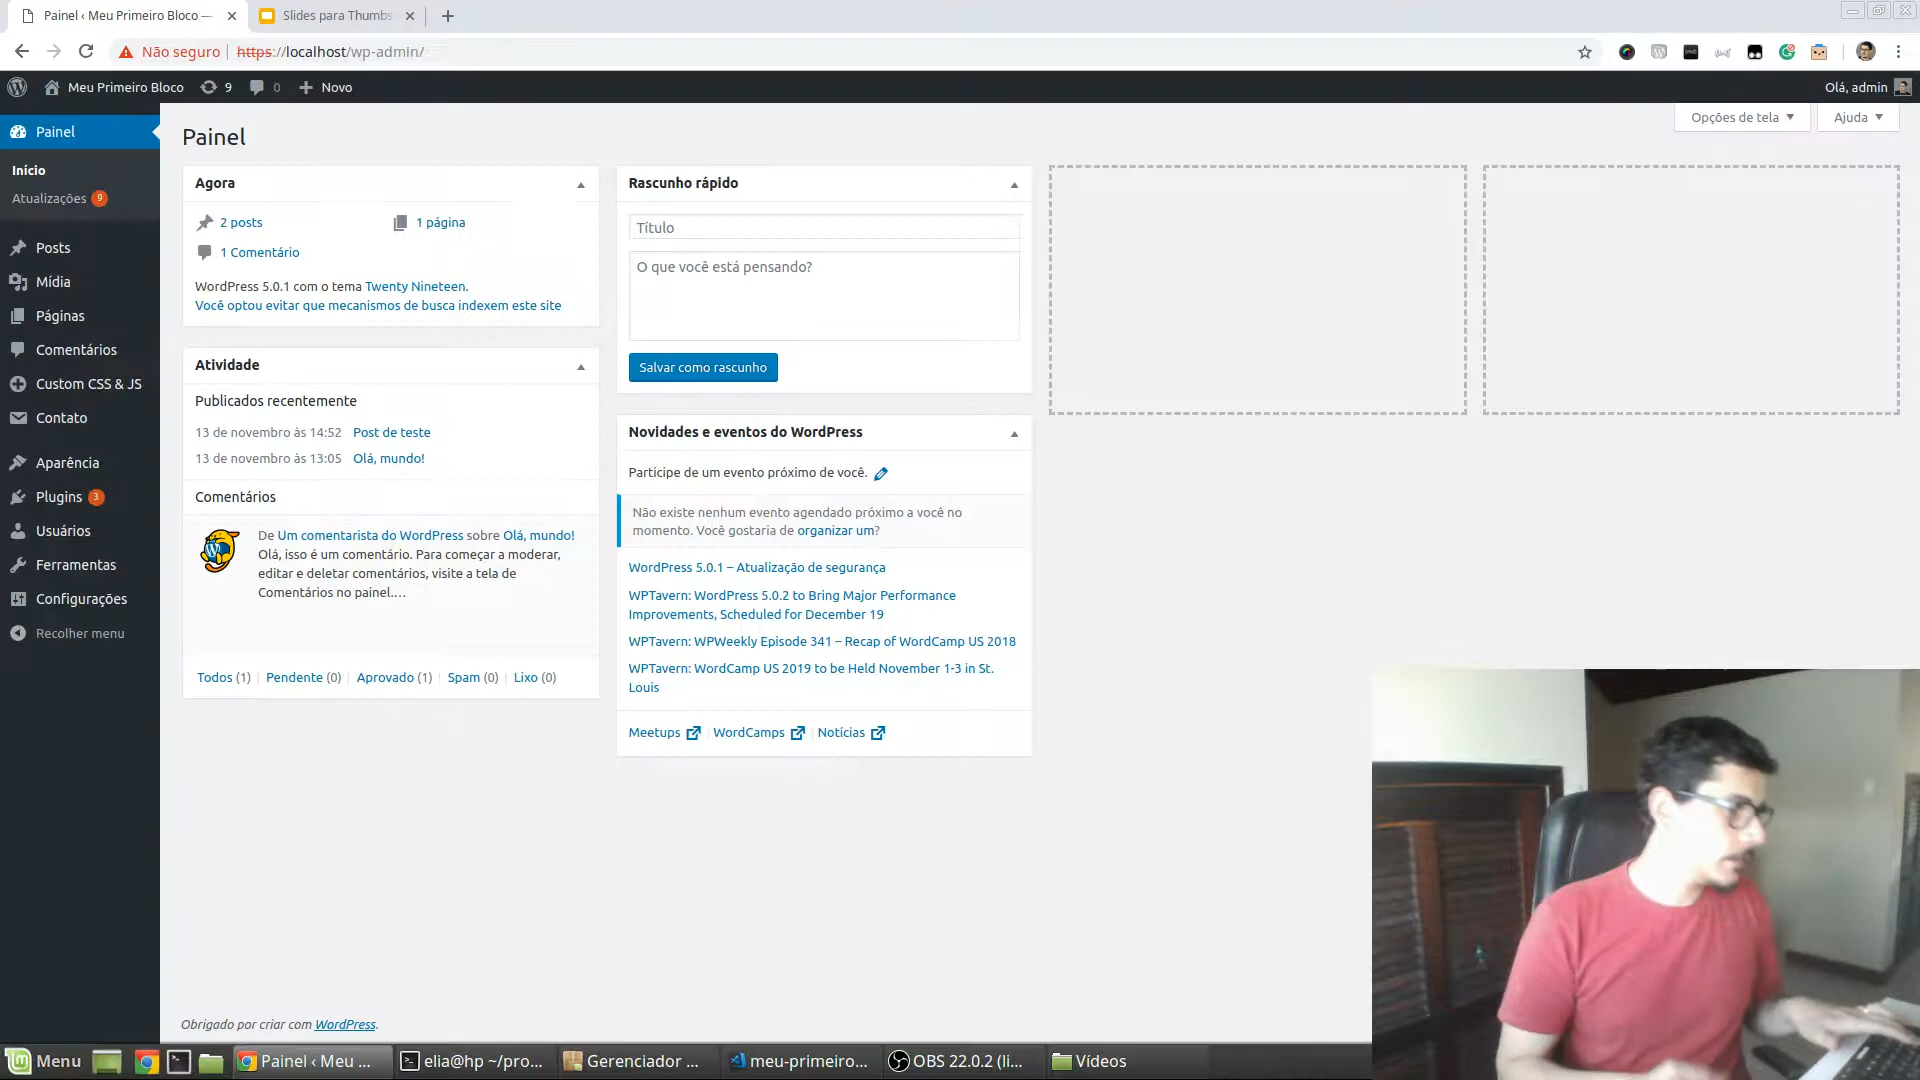 Painel ‹ Meu Primeiro Bloco —
Slides para Thumbs
Não seguro
https://localhost/wp-admin/
Meu Primeiro Bloco
9
0
Novo
Olá, admin
Painel
Início
Atualizações 9
Posts
Mídia
Páginas
Comentários
Custom CSS & JS
Contato
Aparência
Plugins 3
Usuários
Ferramentas
Configurações
Recolher menu
Painel
Opções de tela
Ajuda
Agora
2 posts
1 página
1 Comentário
WordPress 5.0.1 com o tema Twenty Nineteen.
Você optou evitar que mecanismos de busca indexem este site
Atividade
Publicados recentemente
13 de novembro às 14:52 Post de teste
13 de novembro às 13:05 Olá, mundo!
Comentários
De Um comentarista do WordPress sobre Olá, mundo!
Olá, isso é um comentário. Para começar a moderar,
editar e deletar comentários, visite a tela de
Comentários no painel.…
Todos (1) | Pendente (0) | Aprovado (1) | Spam (0) | Lixo (0)
Rascunho rápido
Título
O que você está pensando?
Salvar como rascunho
Novidades e eventos do WordPress
Participe de um evento próximo de você.
Não existe nenhum evento agendado próximo a você no
momento. Você gostaria de organizar um?
WordPress 5.0.1 – Atualização de segurança
WPTavern: WordPress 5.0.2 to Bring Major Performance
Improvements, Scheduled for December 19
WPTavern: WPWeekly Episode 341 – Recap of WordCamp US 2018
WPTavern: WordCamp US 2019 to be Held November 1-3 in St.
Louis
Meetups | WordCamps | Notícias
Obrigado por criar com WordPress.
Menu
Painel ‹ Meu ...
elia@hp ~/pro...
Gerenciador ...
meu-primeiro...
OBS 22.0.2 (li...
Vídeos